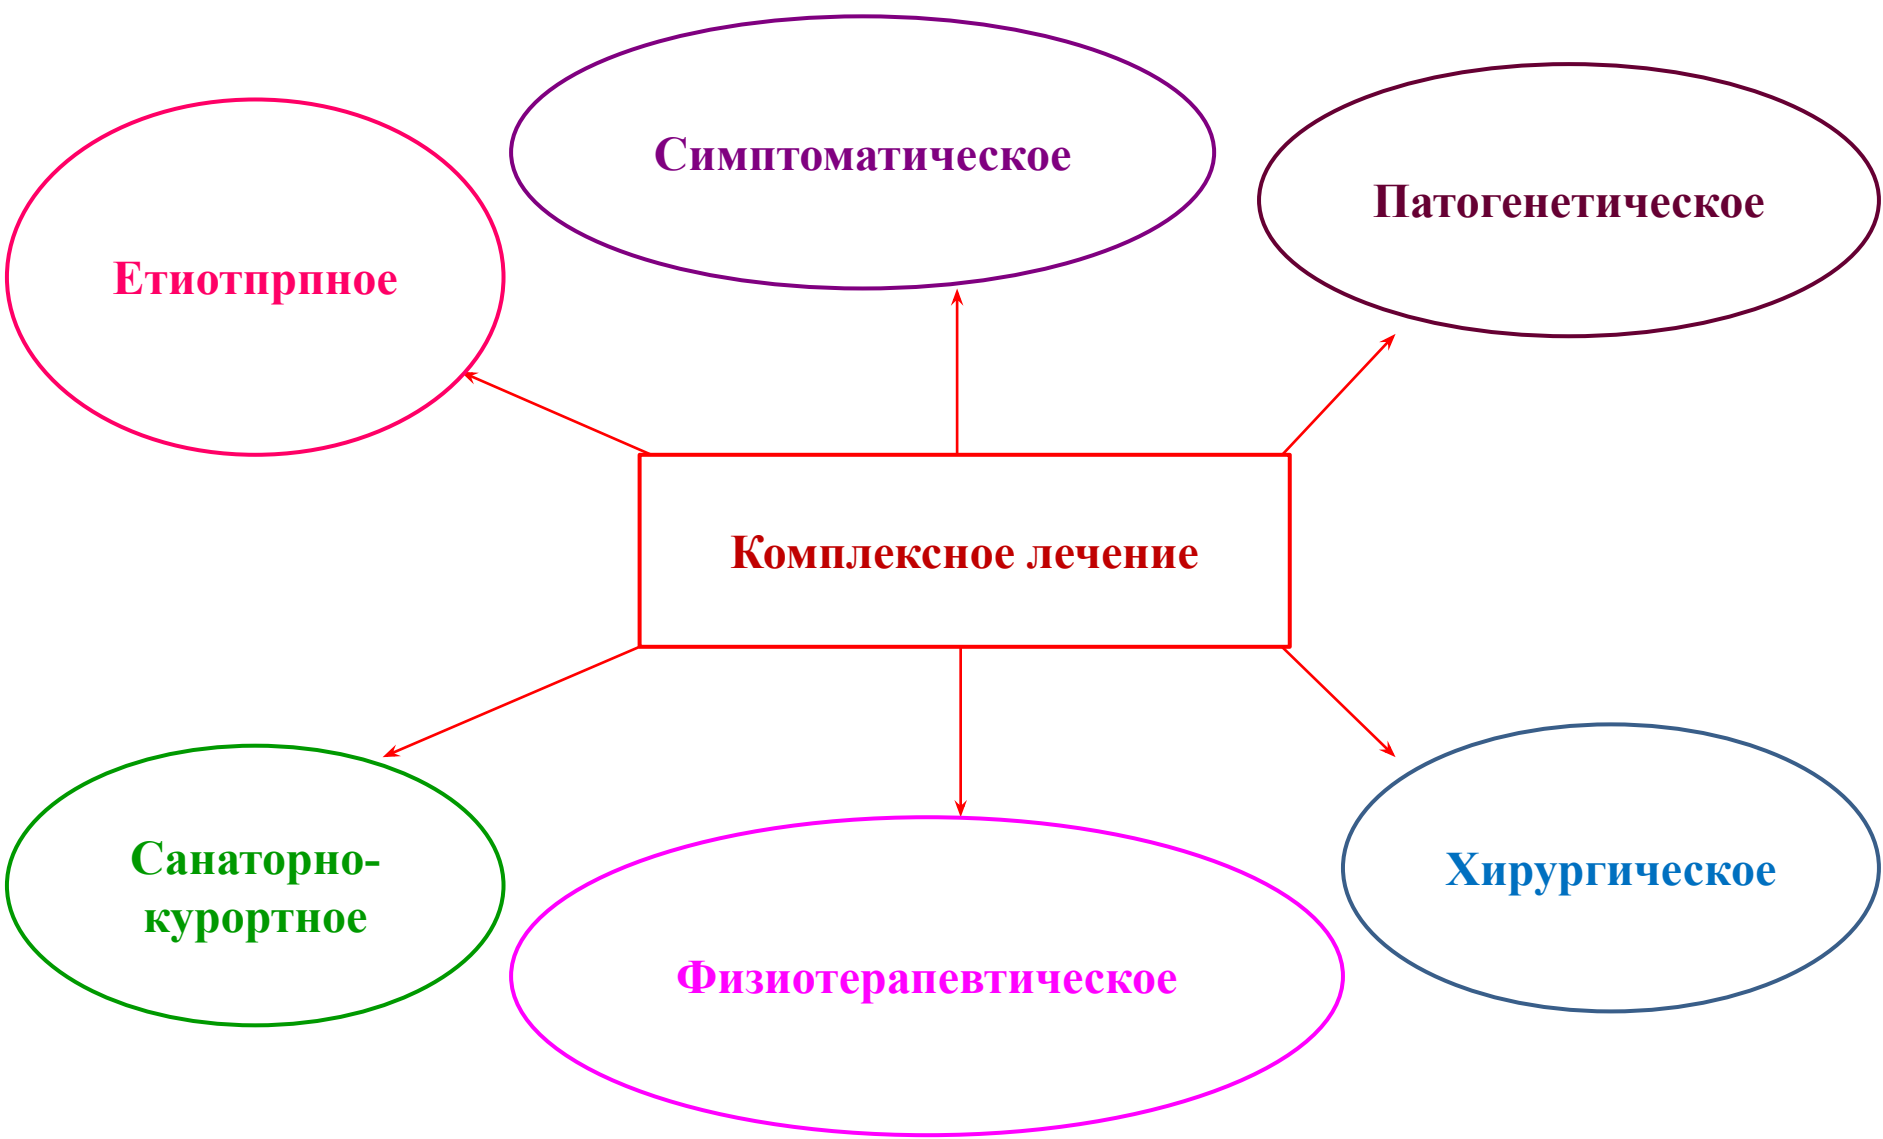 Симптоматическое
Патогенетическое
Етиотпрпное
Комплексное лечение
Санаторно-
курортное
Хирургическое
Физиотерапевтическое